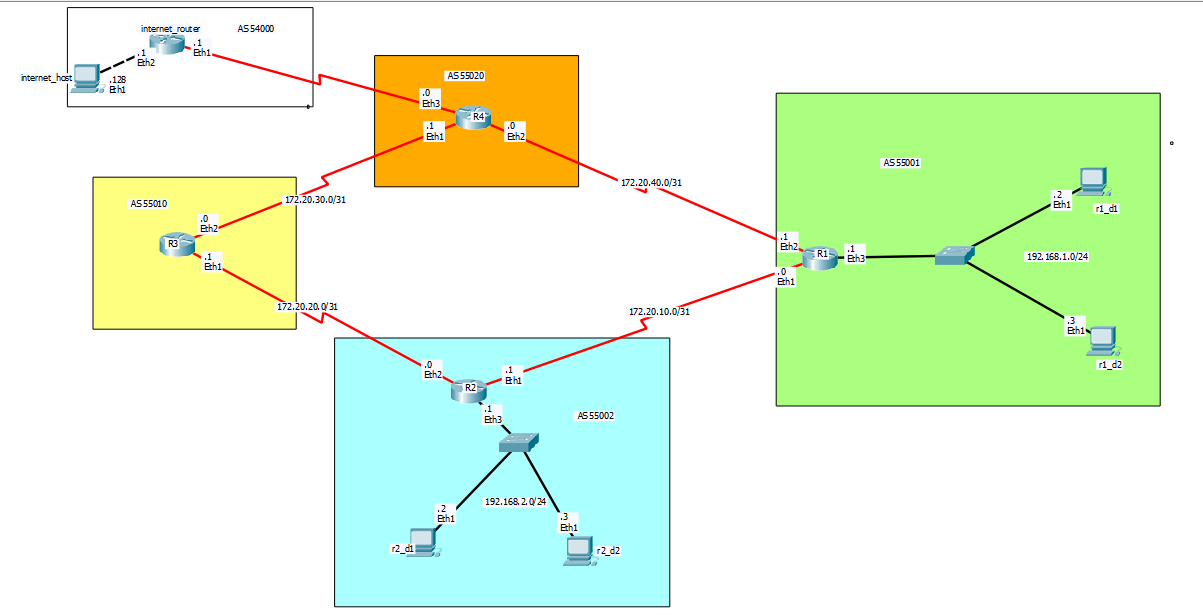 internet_router
AS54000
.1
Eth1
.1
Eth2
internet_host
.128
Eth1
AS55020
.0
Eth3
R4
.1
Eth1
.0
Eth2
AS55001
172.20.40.0/31
.2
Eth1
r1_d1
172.20.30.0/31
AS55010
.0
Eth2
R3
.1
Eth1
.1
Eth2
R1
.1
Eth3
192.168.1.0/24
.0
Eth1
172.20.20.0/31
172.20.10.0/31
.3
Eth1
r1_d2
.0
Eth2
.1
Eth1
R2
.1
Eth3
AS55002
192.168.2.0/24
.2
Eth1
.3
Eth1
r2_d1
r2_d2